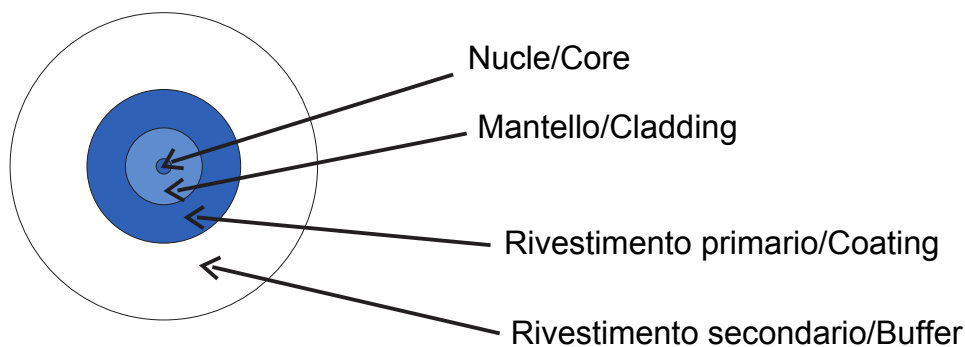 Nucle/Core
Mantello/Cladding
Rivestimento primario/Coating
Rivestimento secondario/Buffer